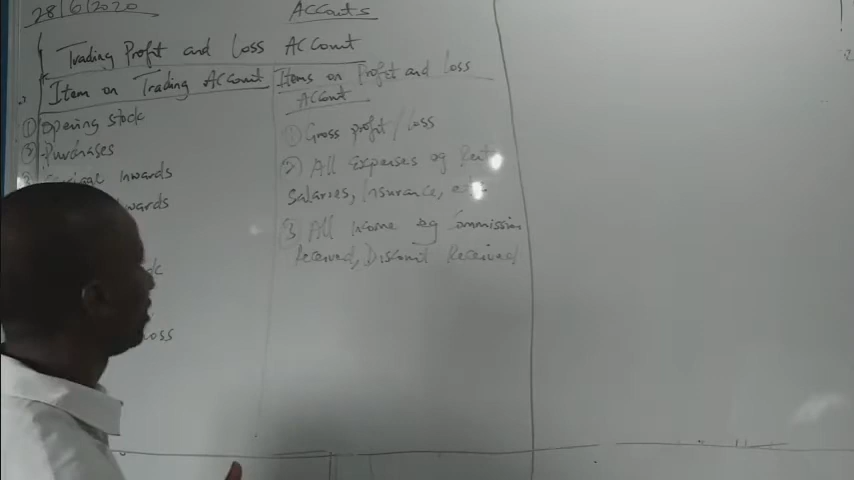 28/6/2020
Accouts
Trading Profit and Loss Account
Item on Trading Account
① Opening stock
② Purchases
Carriage Inwards
wards
ck
oss
Items on Profit and Loss
Account
① Gross profit / Loss
② All Expenses eg Rent
Salaries, Insurance, etc.
③ All Income eg Commission
Received, Discount Received